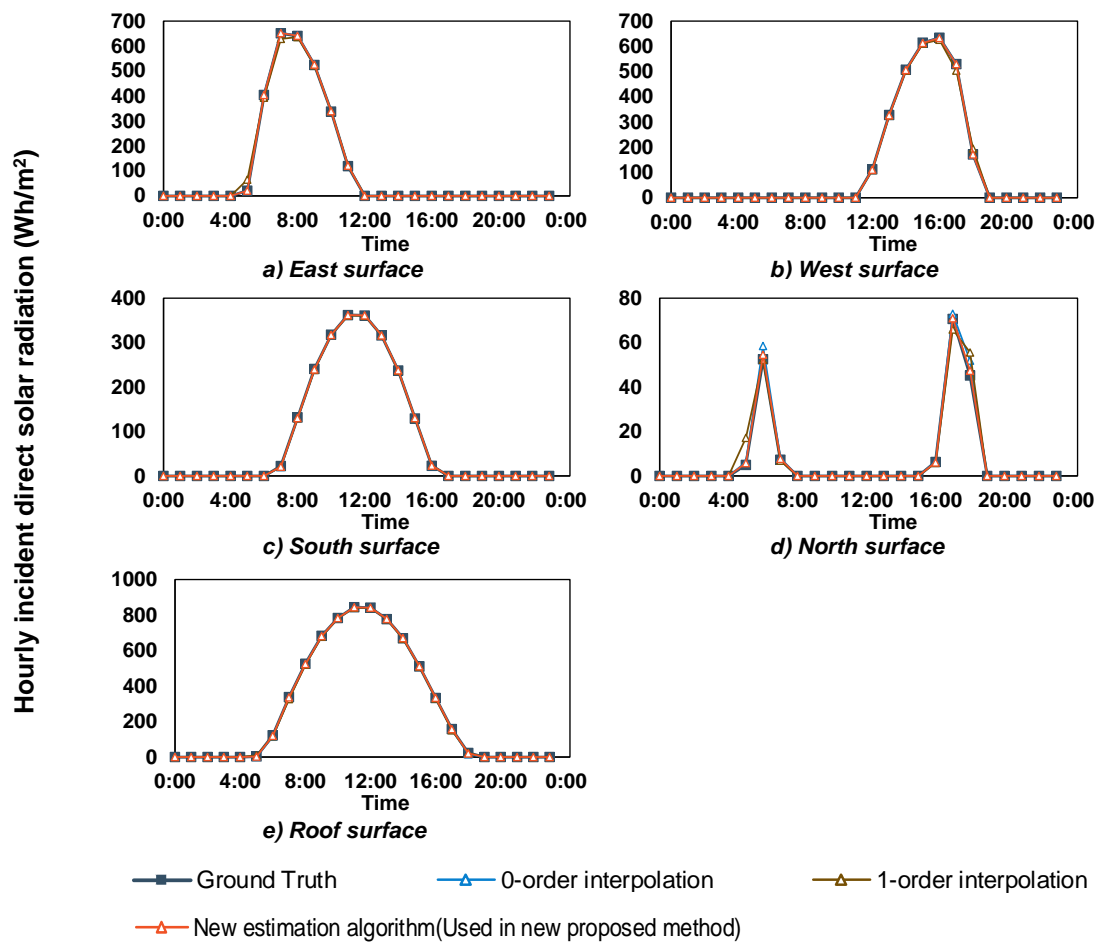 Hourly incident direct solar radiation (Wh/m²)
700
600
500
400
300
200
100
0
0:00 4:00 8:00 12:00 16:00 20:00 0:00
Time
a) East surface
700
600
500
400
300
200
100
0
0:00 4:00 8:00 12:00 16:00 20:00 0:00
Time
b) West surface
400
300
200
100
0
0:00 4:00 8:00 12:00 16:00 20:00 0:00
Time
c) South surface
80
60
40
20
0
0:00 4:00 8:00 12:00 16:00 20:00 0:00
Time
d) North surface
1000
800
600
400
200
0
0:00 4:00 8:00 12:00 16:00 20:00 0:00
Time
e) Roof surface
Ground Truth 0-order interpolation 1-order interpolation
New estimation algorithm(Used in new proposed method)